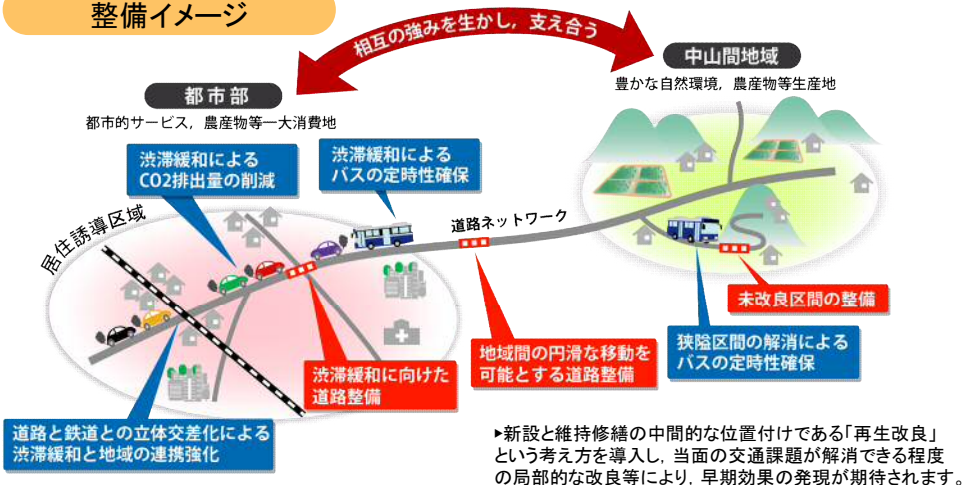 整備イメージ
相互の強みを生かし，支え合う
都市部
都市的サービス，農産物等一大消費地
中山間地域
豊かな自然環境，農産物等生産地
渋滞緩和による
CO2排出量の削減
渋滞緩和による
バスの定時性確保
居住誘導区域
道路ネットワーク
未改良区間の整備
狭隘区間の解消による
バスの定時性確保
地域間の円滑な移動を
可能とする道路整備
渋滞緩和に向けた
道路整備
道路と鉄道との立体交差化による
渋滞緩和と地域の連携強化
▶新設と維持修繕の中間的な位置付けである「再生改良」
という考え方を導入し，当面の交通課題が解消できる程度
の局部的な改良等により，早期効果の発現が期待されます。